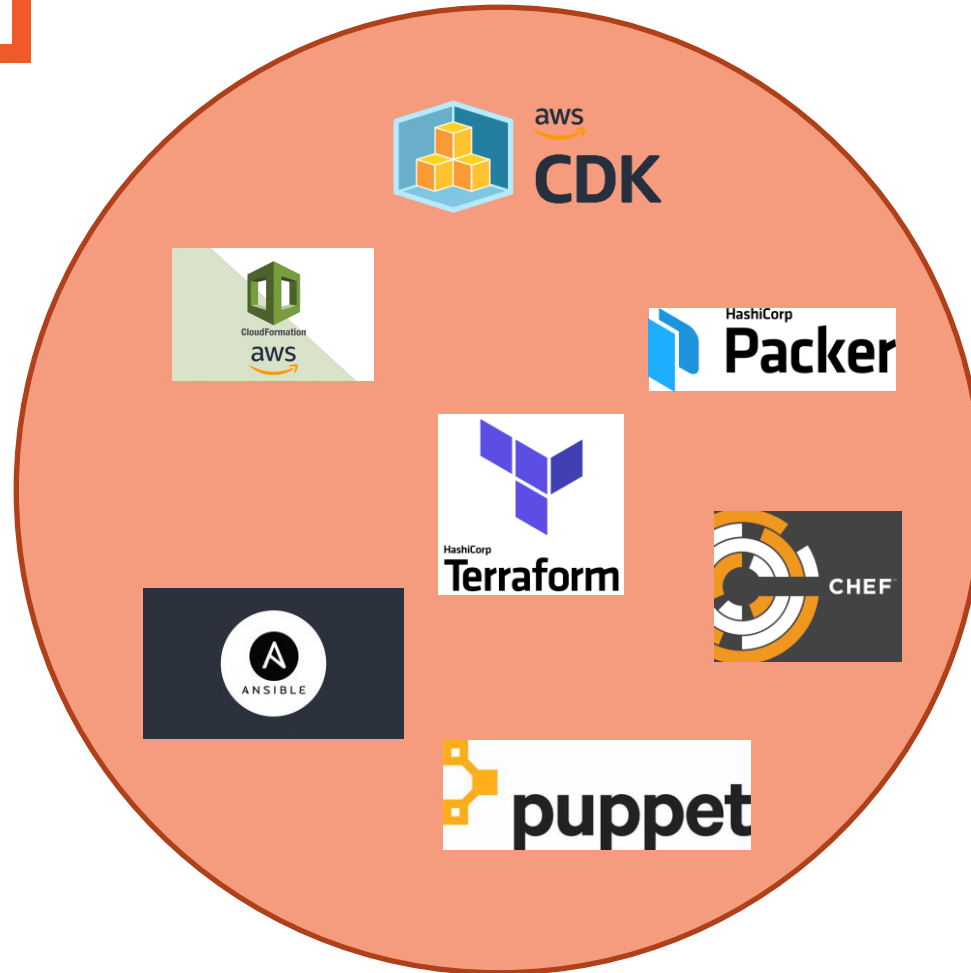 aws
CDK
CloudFormation
aws
HashiCorp
Packer
HashiCorp
Terraform
CHEF
ANSIBLE
puppet